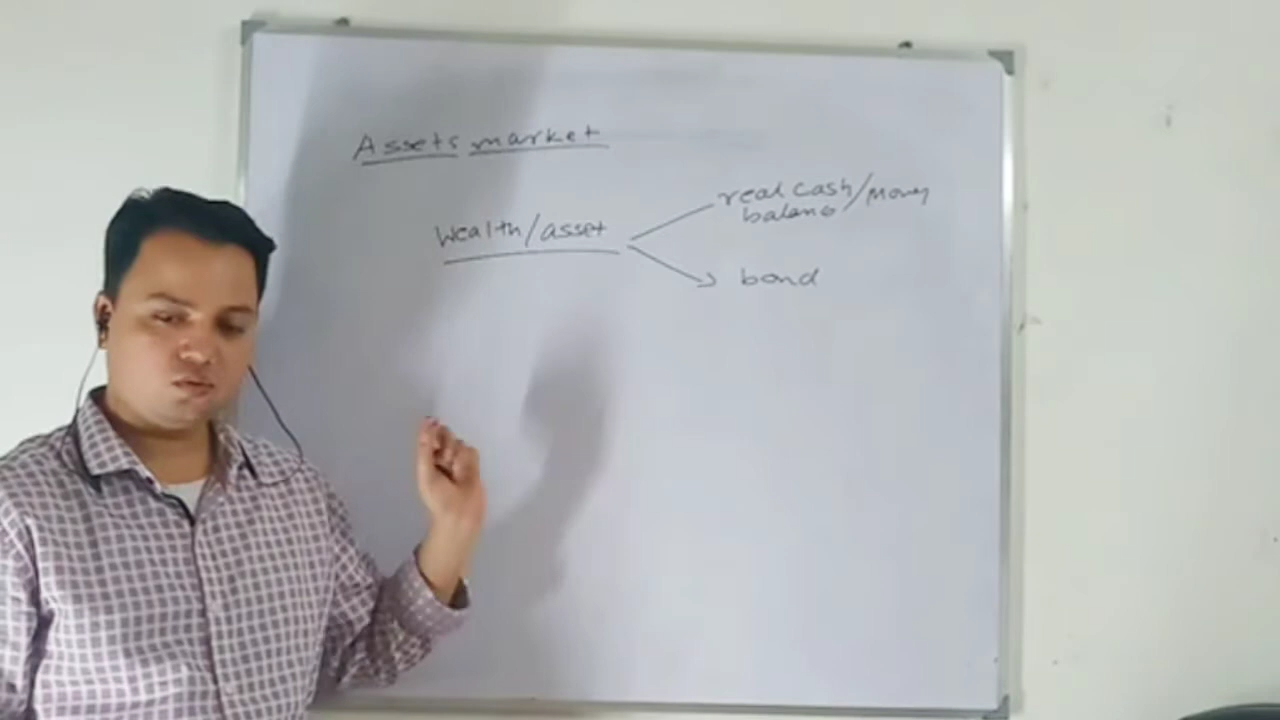 Assets market
Wealth/asset
real cash/Money
balance
bond